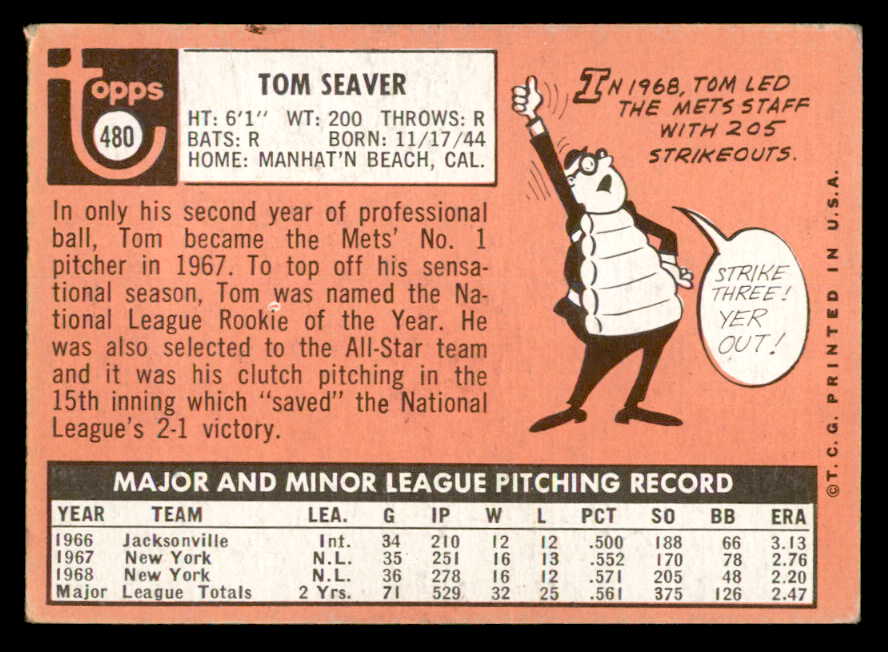 topps
480
TOM SEAVER
HT: 6'1" WT: 200 THROWS: R
BATS: R BORN: 11/17/44
HOME: MANHAT'N BEACH, CAL.
In only his second year of professional
ball, Tom became the Mets' No. 1
pitcher in 1967. To top off his sensa-
tional season, Tom was named the Na-
tional League Rookie of the Year. He
was also selected to the All-Star team
and it was his clutch pitching in the
15th inning which "saved" the National
League's 2-1 victory.
IN 1968, TOM LED
THE METS STAFF
WITH 205
STRIKEOUTS.
STRIKE
THREE!
YER
OUT!
©T.C.G. PRINTED IN U.S.A.
MAJOR AND MINOR LEAGUE PITCHING RECORD
YEAR TEAM LEA. G IP W L PCT SO BB ERA
1966 Jacksonville Int. 34 210 12 12 .500 188 66 3.13
1967 New York N.L. 35 251 16 13 .552 170 78 2.76
1968 New York N.L. 36 278 16 12 .571 205 48 2.20
Major League Totals 2 Yrs. 71 529 32 25 .561 375 126 2.47